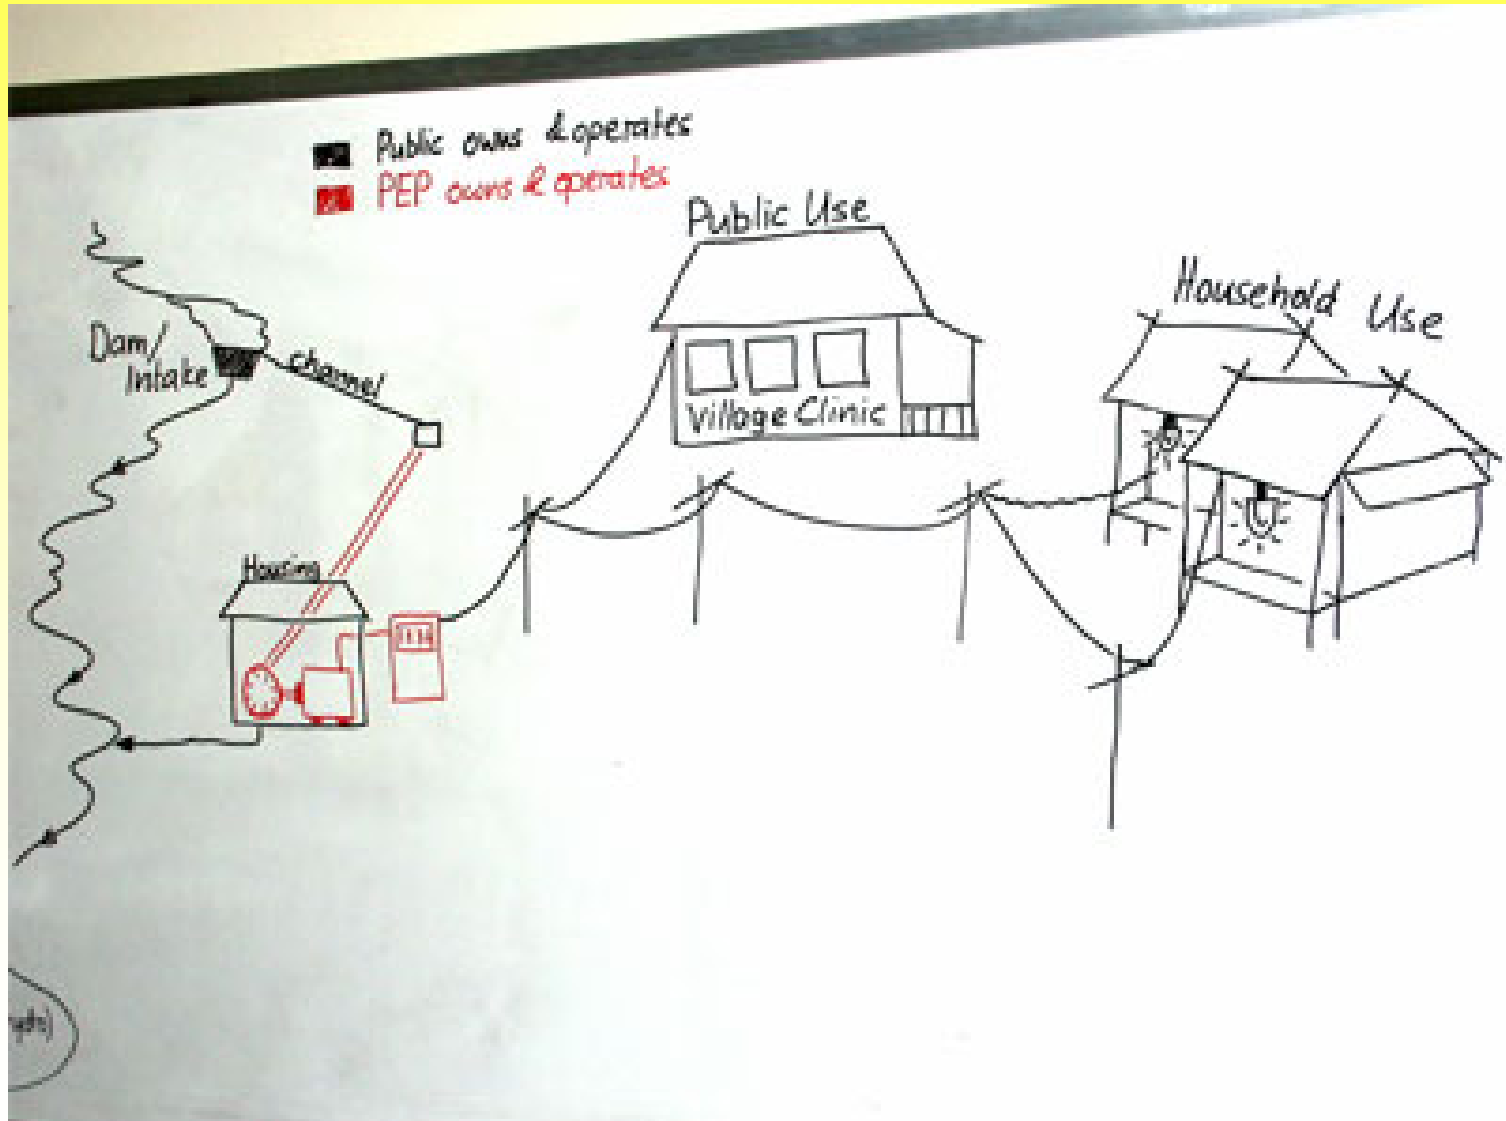 Public owns & operates
PEP owns & operates
Public Use
Household Use
Dam/
Intake
channel
Village Clinic
Housing